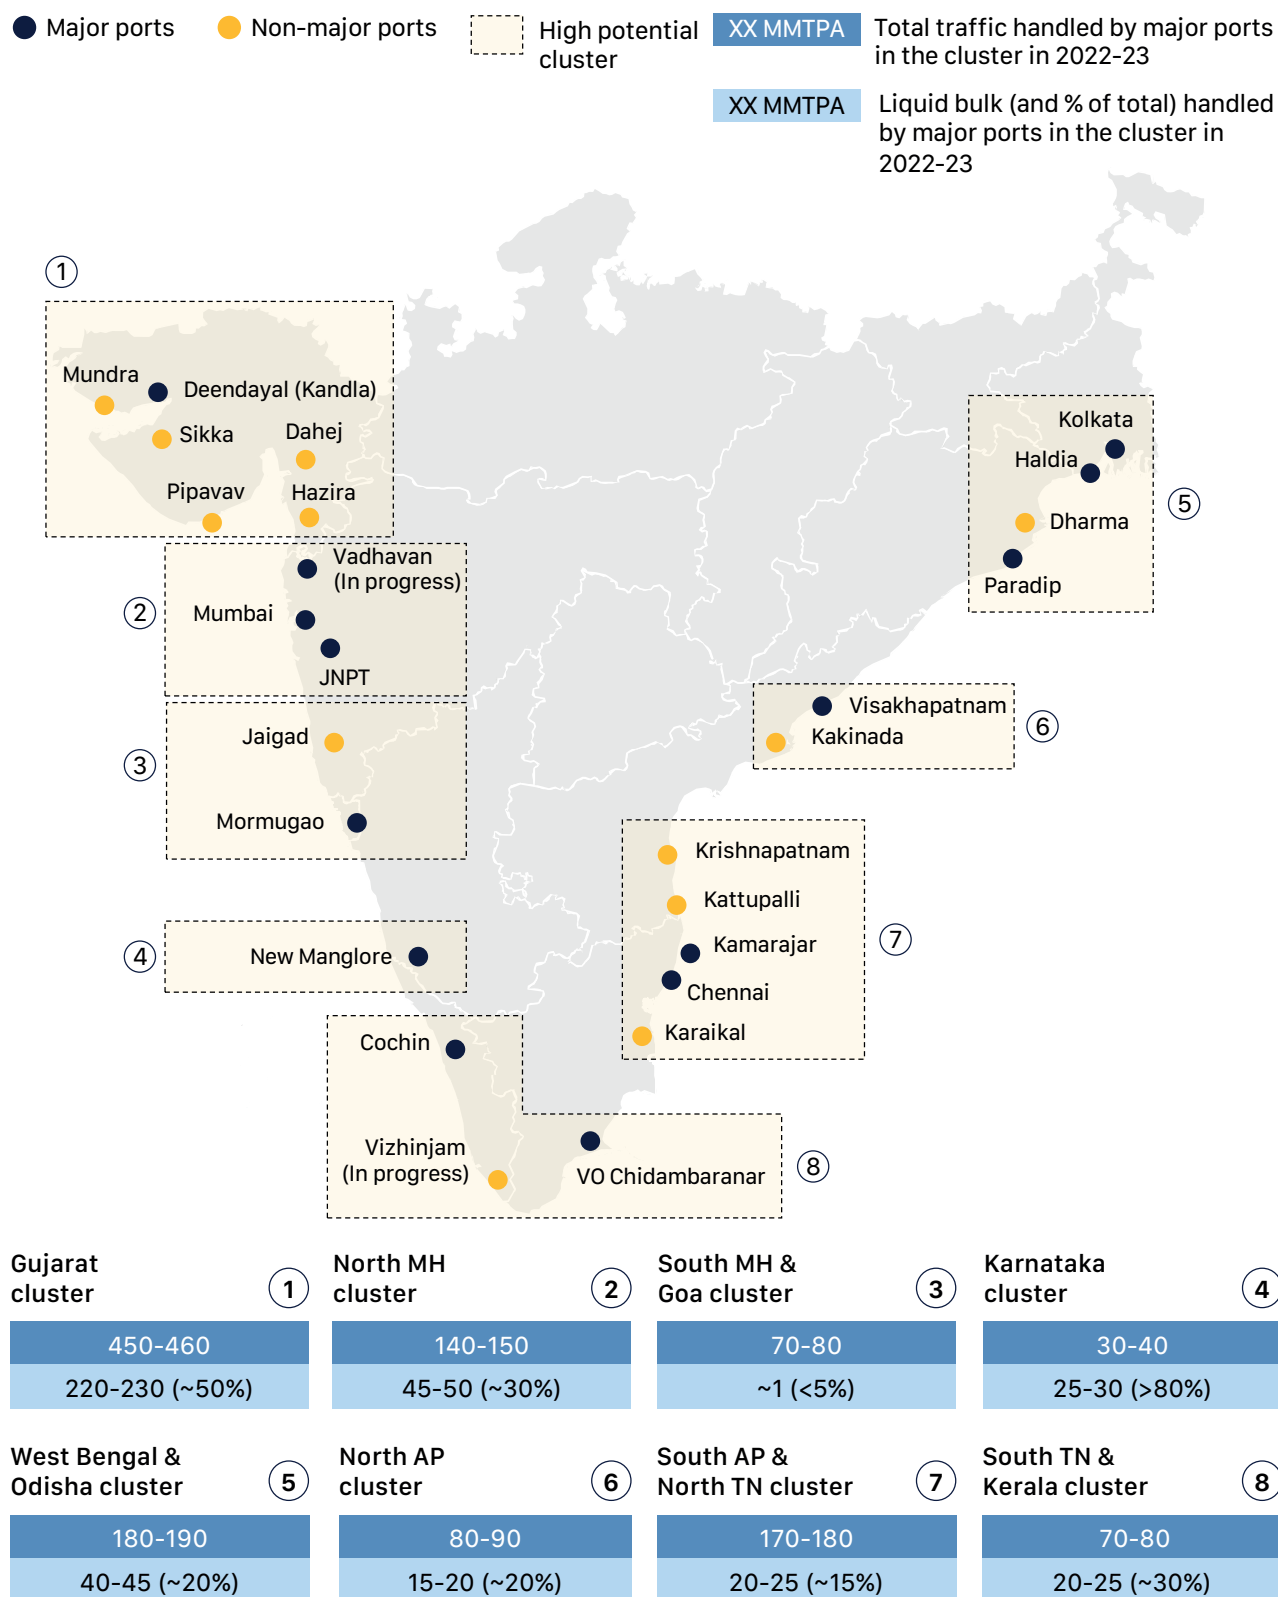 Major ports
Non-major ports
High potential
cluster
XX MMTPA
Total traffic handled by major ports
in the cluster in 2022-23
XX MMTPA
Liquid bulk (and % of total) handled
by major ports in the cluster in
2022-23
1
Mundra
Deendayal (Kandla)
Sikka
Dahej
Pipavav
Hazira
Kolkata
Haldia
5
Dharma
Paradip
Vadhavan
(In progress)
2
Mumbai
JNPT
Visakhapatnam
6
Kakinada
Jaigad
3
Mormugao
Krishnapatnam
Kattupalli
7
Kamarajar
Chennai
Karaikal
4
New Manglore
Cochin
Vizhinjam
(In progress)
VO Chidambaranar
8
Gujarat
cluster
1
450-460
220-230 (~50%)
North MH
cluster
2
140-150
45-50 (~30%)
South MH &
Goa cluster
3
70-80
~1 (<5%)
Karnataka
cluster
4
30-40
25-30 (>80%)
West Bengal &
Odisha cluster
5
180-190
40-45 (~20%)
North AP
cluster
6
80-90
15-20 (~20%)
South AP &
North TN cluster
7
170-180
20-25 (~15%)
South TN &
Kerala cluster
8
70-80
20-25 (~30%)